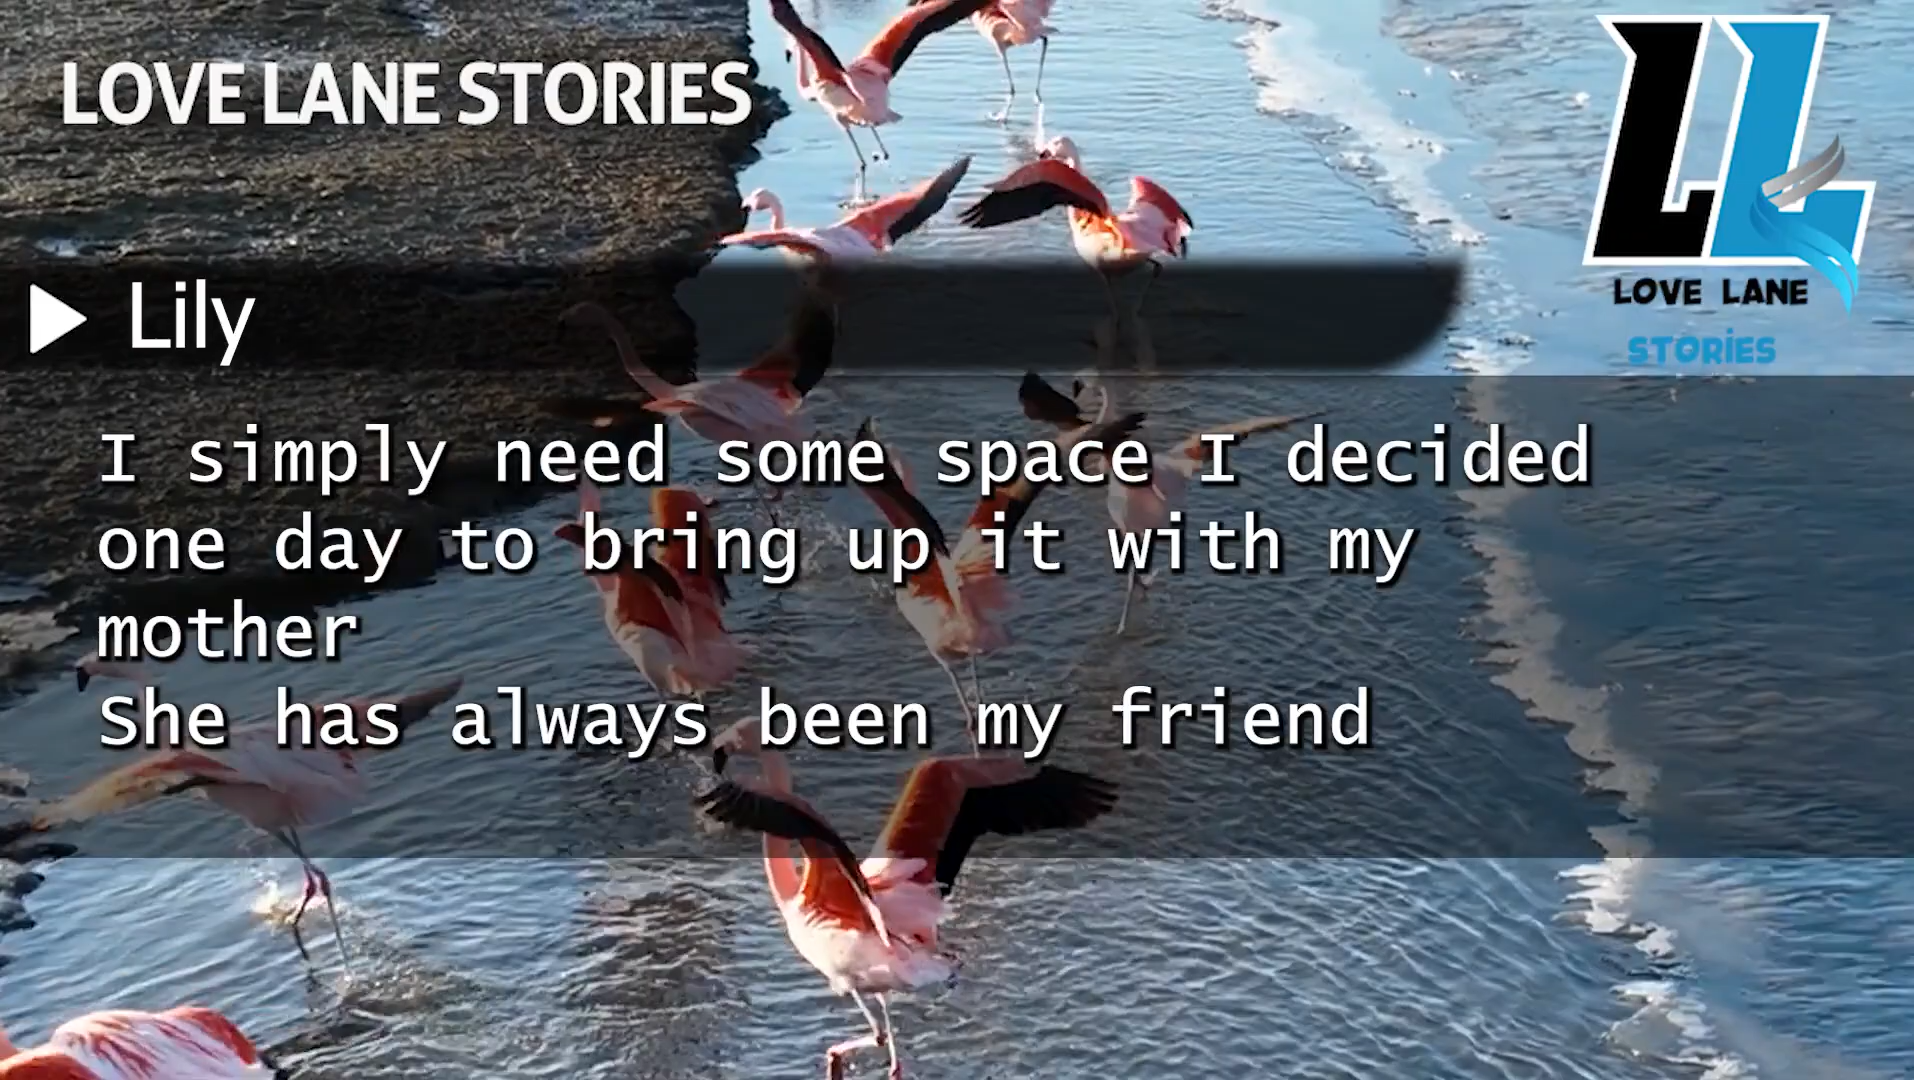 LOVE LANE STORIES
LL
LOVE LANE
STORIES
Lily
I simply need some space I decided
one day to bring up it with my
mother
She has always been my friend